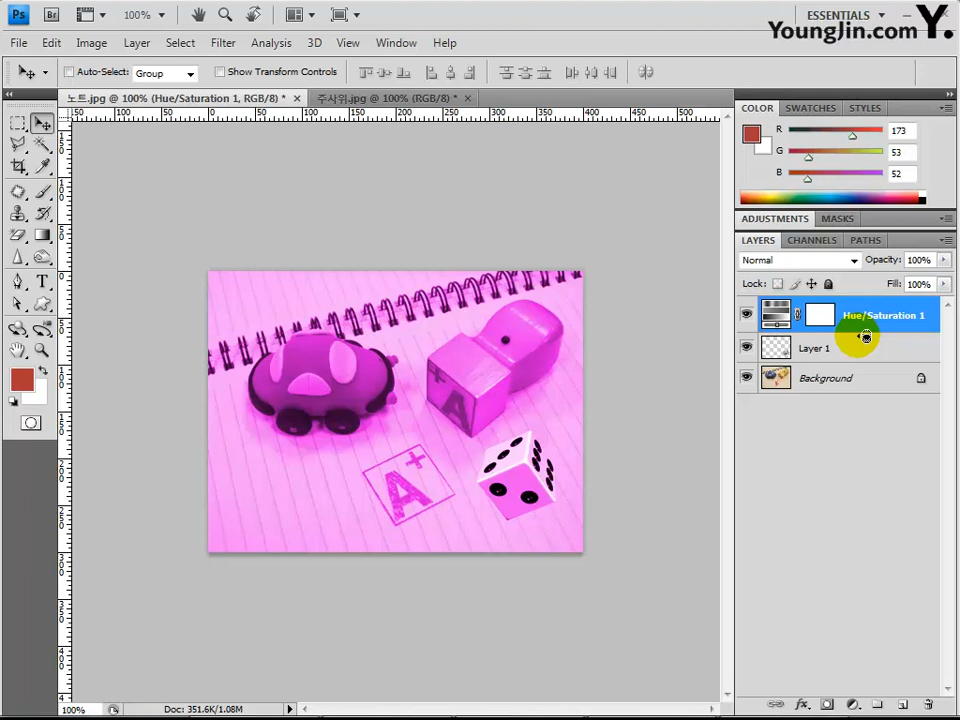 Ps Br 100% ESSENTIALS
YoungJin.com Y.
File Edit Image Layer Select Filter Analysis 3D View Window Help
Auto-Select: Group Show Transform Controls
노트.jpg @ 100% (Hue/Saturation 1, RGB/8) * × 주사위.jpg @ 100% (RGB/8) * ×
COLOR SWATCHES STYLES
R 173
G 53
B 52
ADJUSTMENTS MASKS
LAYERS CHANNELS PATHS
Normal Opacity: 100%
Lock: Fill: 100%
Hue/Saturation 1
Layer 1
Background
A+
A+
100% Doc: 351.6K/1.08M